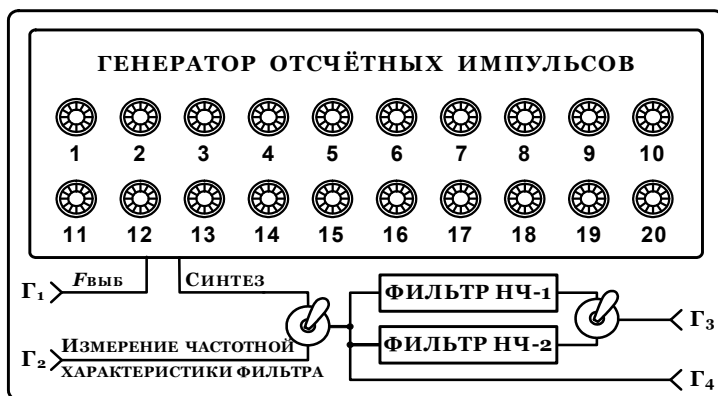 ГЕНЕРАТОР ОТСЧЁТНЫХ ИМПУЛЬСОВ
1 2 3 4 5 6 7 8 9 10
11 12 13 14 15 16 17 18 19 20
Г₁ FВЫБ СИНТЕЗ
ФИЛЬТР НЧ-1
Г₃
ФИЛЬТР НЧ-2
Г₂ ИЗМЕРЕНИЕ ЧАСТОТНОЙ
ХАРАКТЕРИСТИКИ ФИЛЬТРА
Г₄